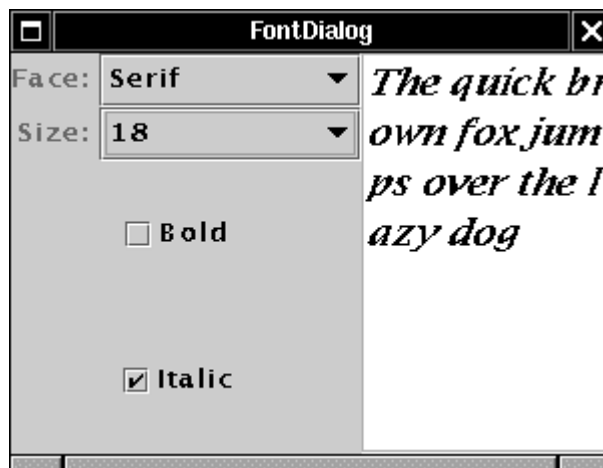 FontDialog
Face: Serif
Size: 18
Bold
Italic
The quick br
own fox jum
ps over the l
azy dog